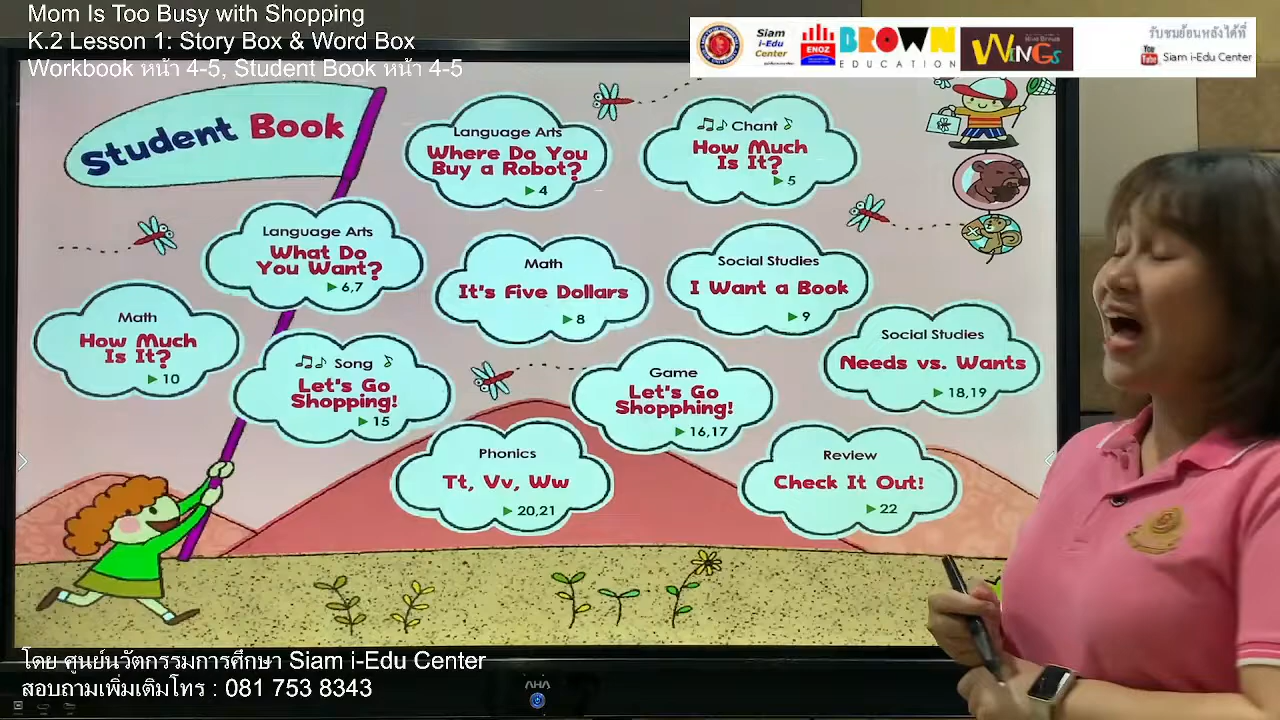 Mom Is Too Busy with Shopping
K.2 Lesson 1: Story Box & Word Box
Workbook หน้า 4-5, Student Book หน้า 4-5
Siam
i-Edu
Center
ENOZ
BROWN
EDUCATION
WINGS
รับชมย้อนหลังได้ที่
You Tube Siam i-Edu Center
Student Book
Language Arts
Where Do You
Buy a Robot?
▶ 4
Chant
How Much
Is It?
▶ 5
Language Arts
What Do
You Want?
▶ 6,7
Math
It's Five Dollars
▶ 8
Social Studies
I Want a Book
▶ 9
Math
How Much
Is It?
▶ 10
Song
Let's Go
Shopping!
▶ 15
Game
Let's Go
Shopphing!
▶ 16,17
Social Studies
Needs vs. Wants
▶ 18,19
Phonics
Tt, Vv, Ww
▶ 20,21
Review
Check It Out!
▶ 22
โดย ศูนย์นวัตกรรมการศึกษา Siam i-Edu Center
สอบถามเพิ่มเติมโทร : 081 753 8343
AHA